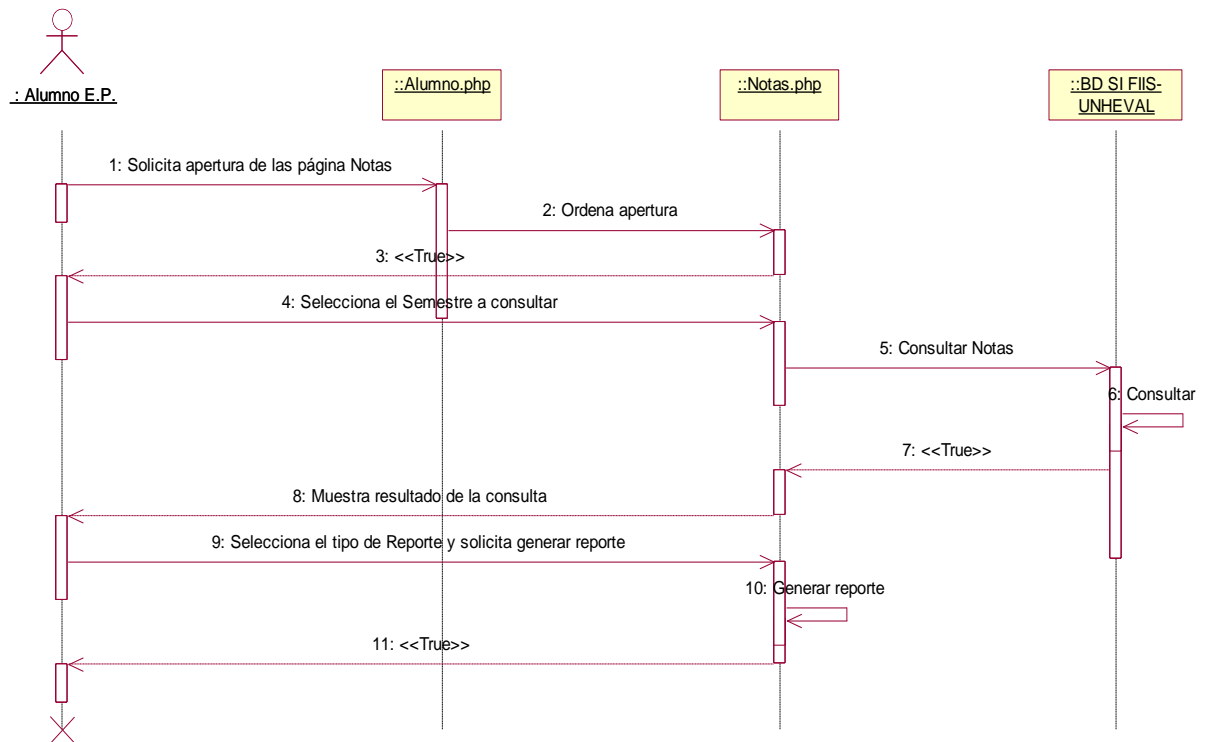 : Alumno E.P.
::Alumno.php
::Notas.php
::BD SI FIIS-
UNHEVAL
1: Solicita apertura de las página Notas
2: Ordena apertura
3: <<True>>
4: Selecciona el Semestre a consultar
5: Consultar Notas
6: Consultar
7: <<True>>
8: Muestra resultado de la consulta
9: Selecciona el tipo de Reporte y solicita generar reporte
10: Generar reporte
11: <<True>>